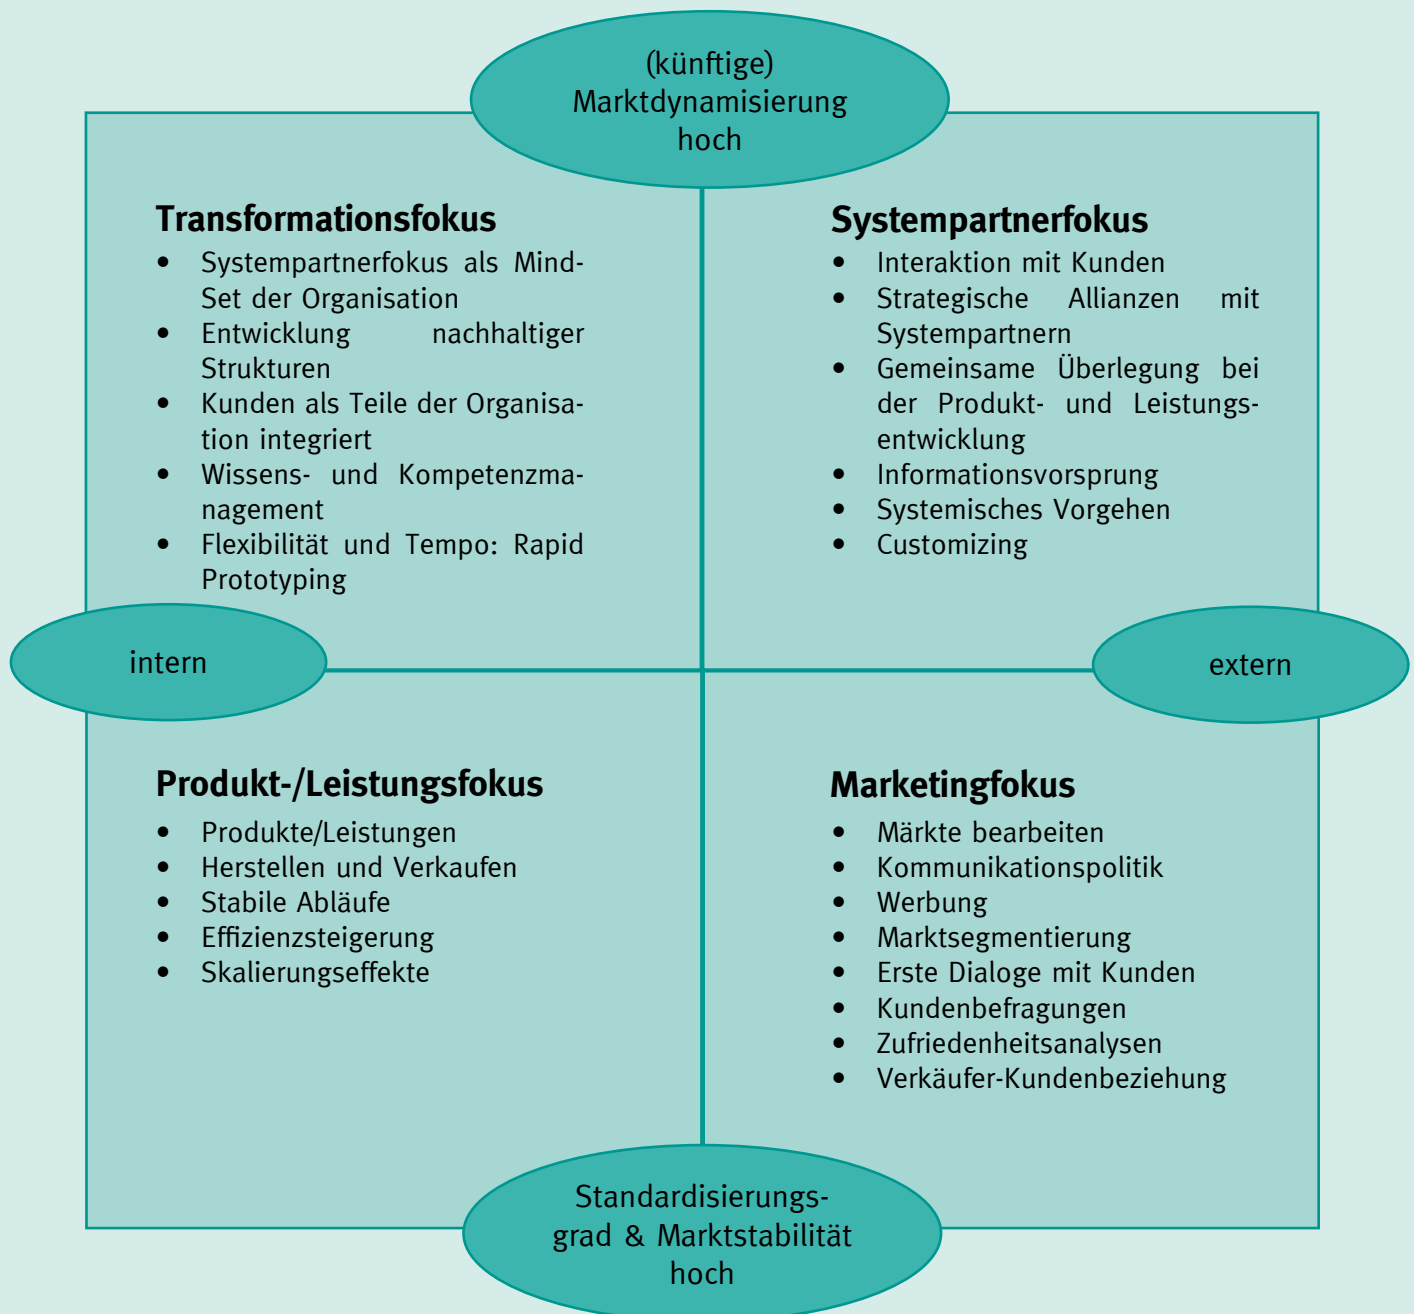 (künftige)
Marktdynamisierung
hoch
Transformationsfokus
• Systempartnerfokus als Mind-
Set der Organisation
• Entwicklung nachhaltiger
Strukturen
• Kunden als Teile der Organisa-
tion integriert
• Wissens- und Kompetenzma-
nagement
• Flexibilität und Tempo: Rapid
Prototyping
Systempartnerfokus
• Interaktion mit Kunden
• Strategische Allianzen mit
Systempartnern
• Gemeinsame Überlegung bei
der Produkt- und Leistungs-
entwicklung
• Informationsvorsprung
• Systemisches Vorgehen
• Customizing
intern
extern
Produkt-/Leistungsfokus
• Produkte/Leistungen
• Herstellen und Verkaufen
• Stabile Abläufe
• Effizienzsteigerung
• Skalierungseffekte
Marketingfokus
• Märkte bearbeiten
• Kommunikationspolitik
• Werbung
• Marktsegmentierung
• Erste Dialoge mit Kunden
• Kundenbefragungen
• Zufriedenheitsanalysen
• Verkäufer-Kundenbeziehung
Standardisierungs-
grad & Marktstabilität
hoch